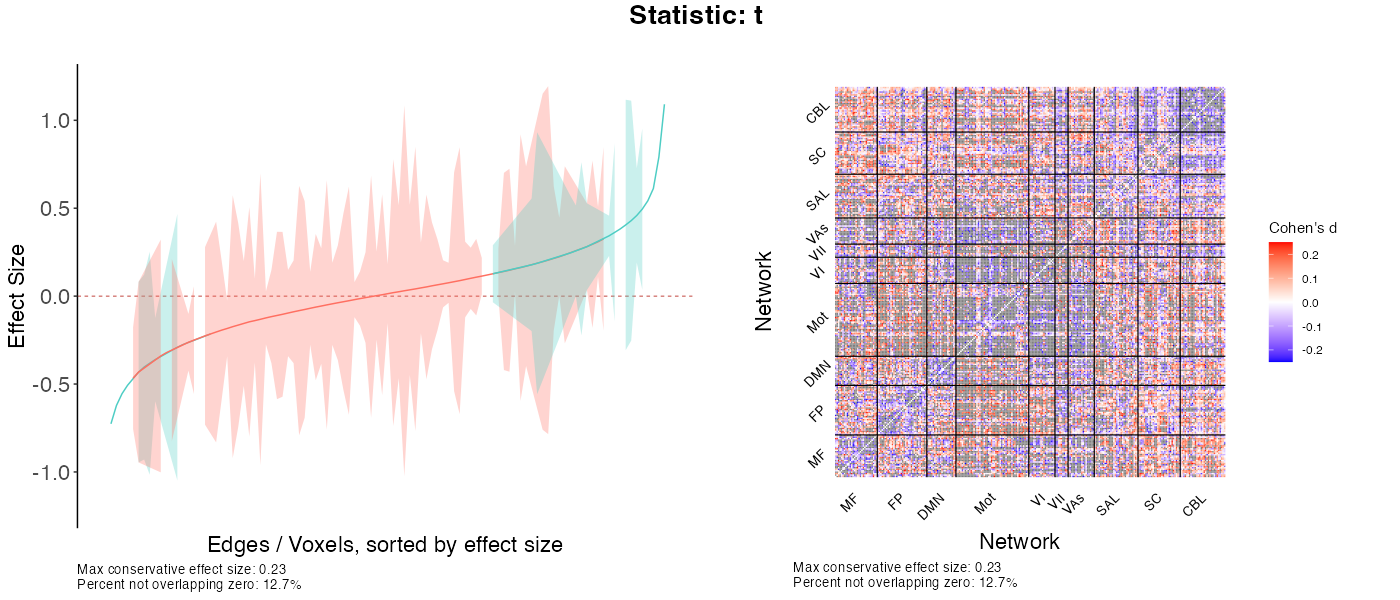 Statistic: t
Effect Size
1.0
0.5
0.0
-0.5
-1.0
Edges / Voxels, sorted by effect size
Max conservative effect size: 0.23
Percent not overlapping zero: 12.7%
Network
CBL
SC
SAL
VAs
VII
VI
Mot
DMN
FP
MF
MF
FP
DMN
Mot
VI
VII
VAs
SAL
SC
CBL
Network
Max conservative effect size: 0.23
Percent not overlapping zero: 12.7%
Cohen's d
0.2
0.1
0.0
-0.1
-0.2